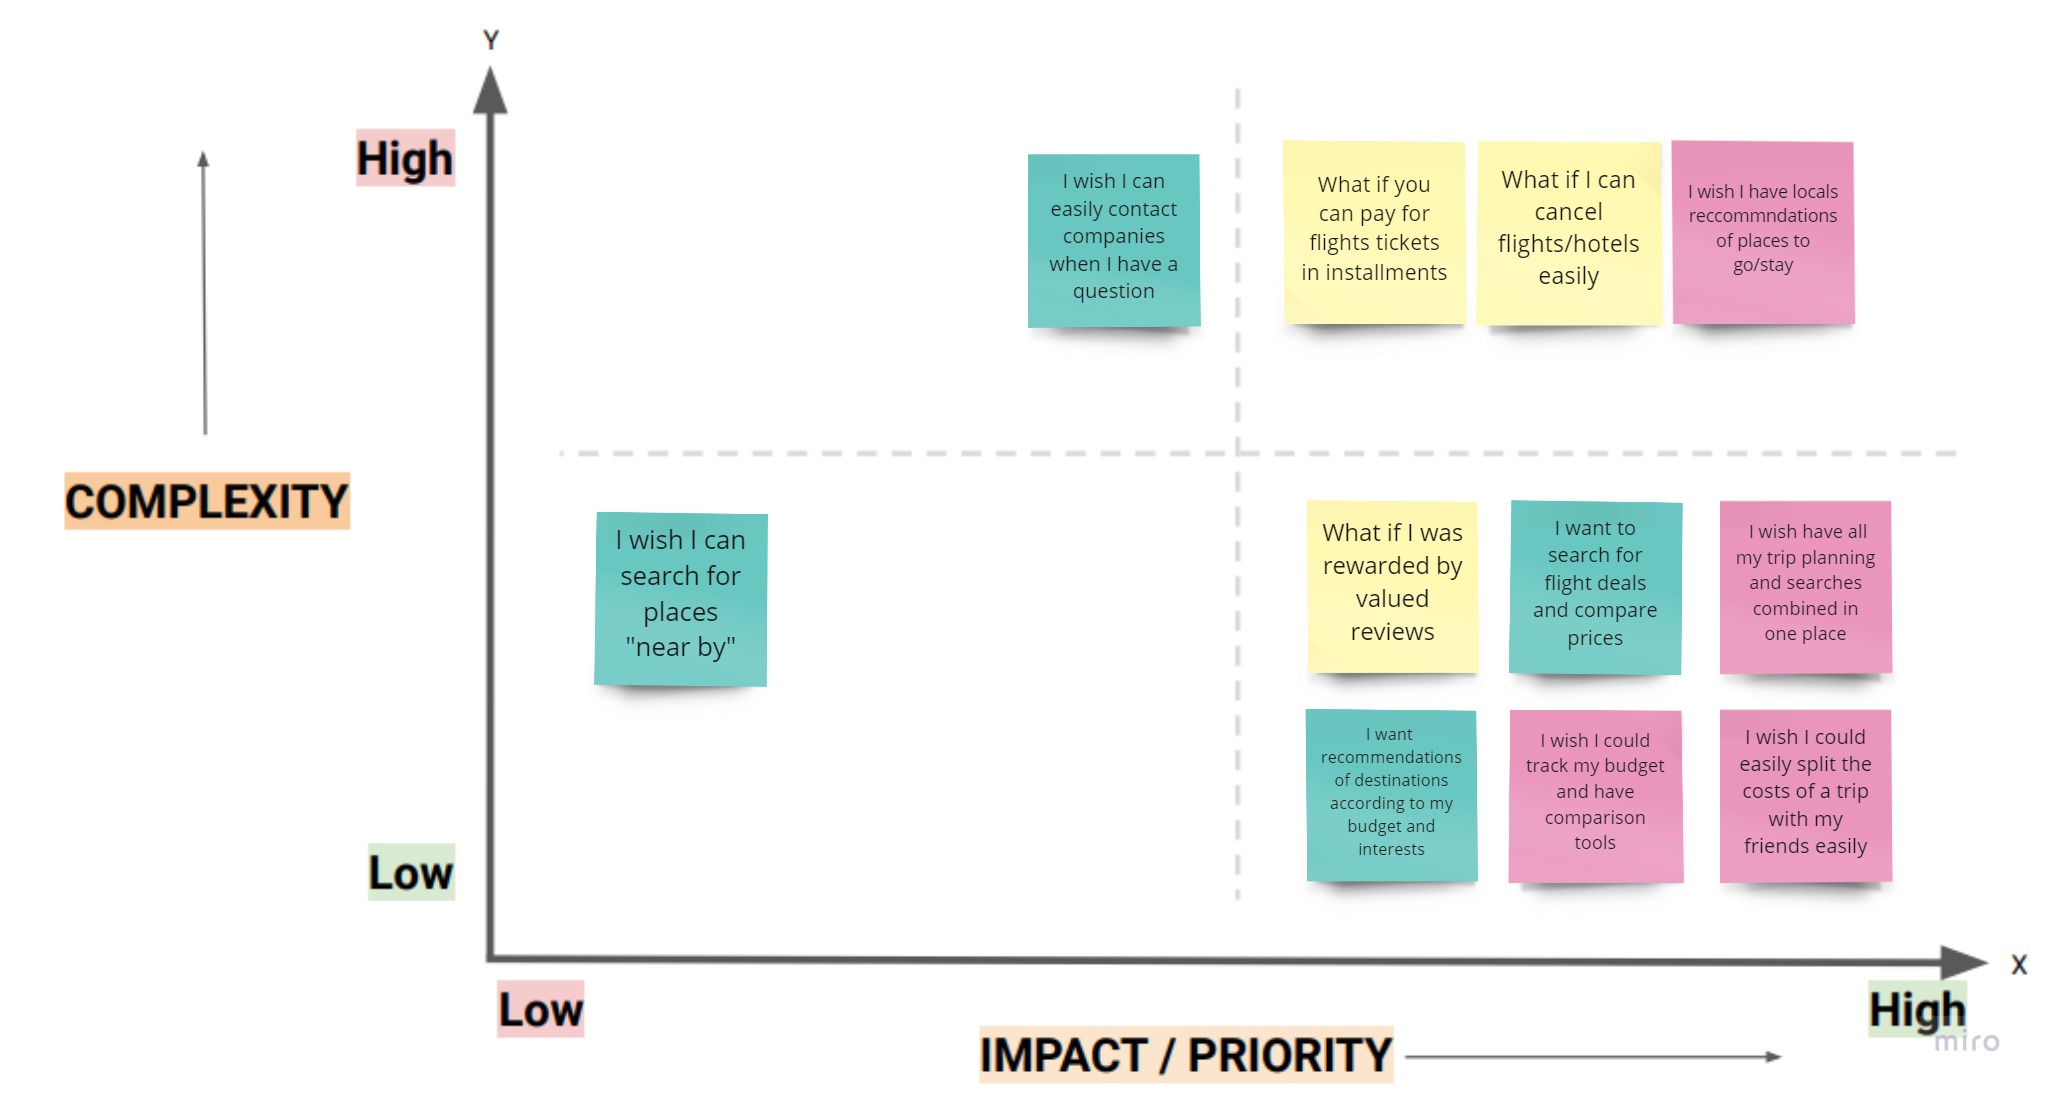 Y
High
COMPLEXITY
Low
I wish I can
easily contact
companies
when I have a
question
What if you
can pay for
flights tickets
in installments
What if I can
cancel
flights/hotels
easily
I wish I have locals
reccommndations
of places to
go/stay
I wish I can
search for
places
"near by"
What if I was
rewarded by
valued
reviews
I want to
search for
flight deals
and compare
prices
I wish have all
my trip planning
and searches
combined in
one place
I want
recommendations
of destinations
according to my
budget and
interests
I wish I could
track my budget
and have
comparison
tools
I wish I could
easily split the
costs of a trip
with my
friends easily
X
Low
High
IMPACT / PRIORITY
miro